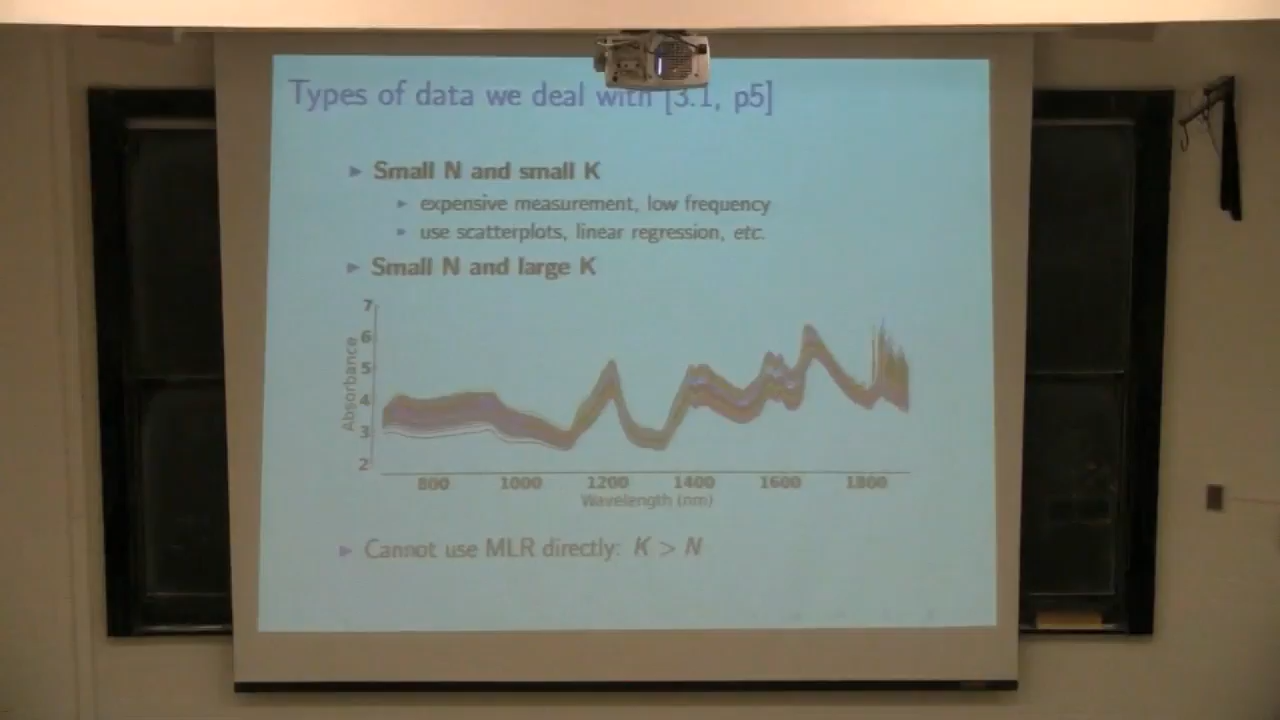 Types of data we deal with [3.1, p5]
Small N and small K
expensive measurement, low frequency
use scatterplots, linear regression, etc.
Small N and large K
7
6
5
4
3
2
Absorbance
800 1000 1200 1400 1600 1800
Wavelength (nm)
Cannot use MLR directly: K > N